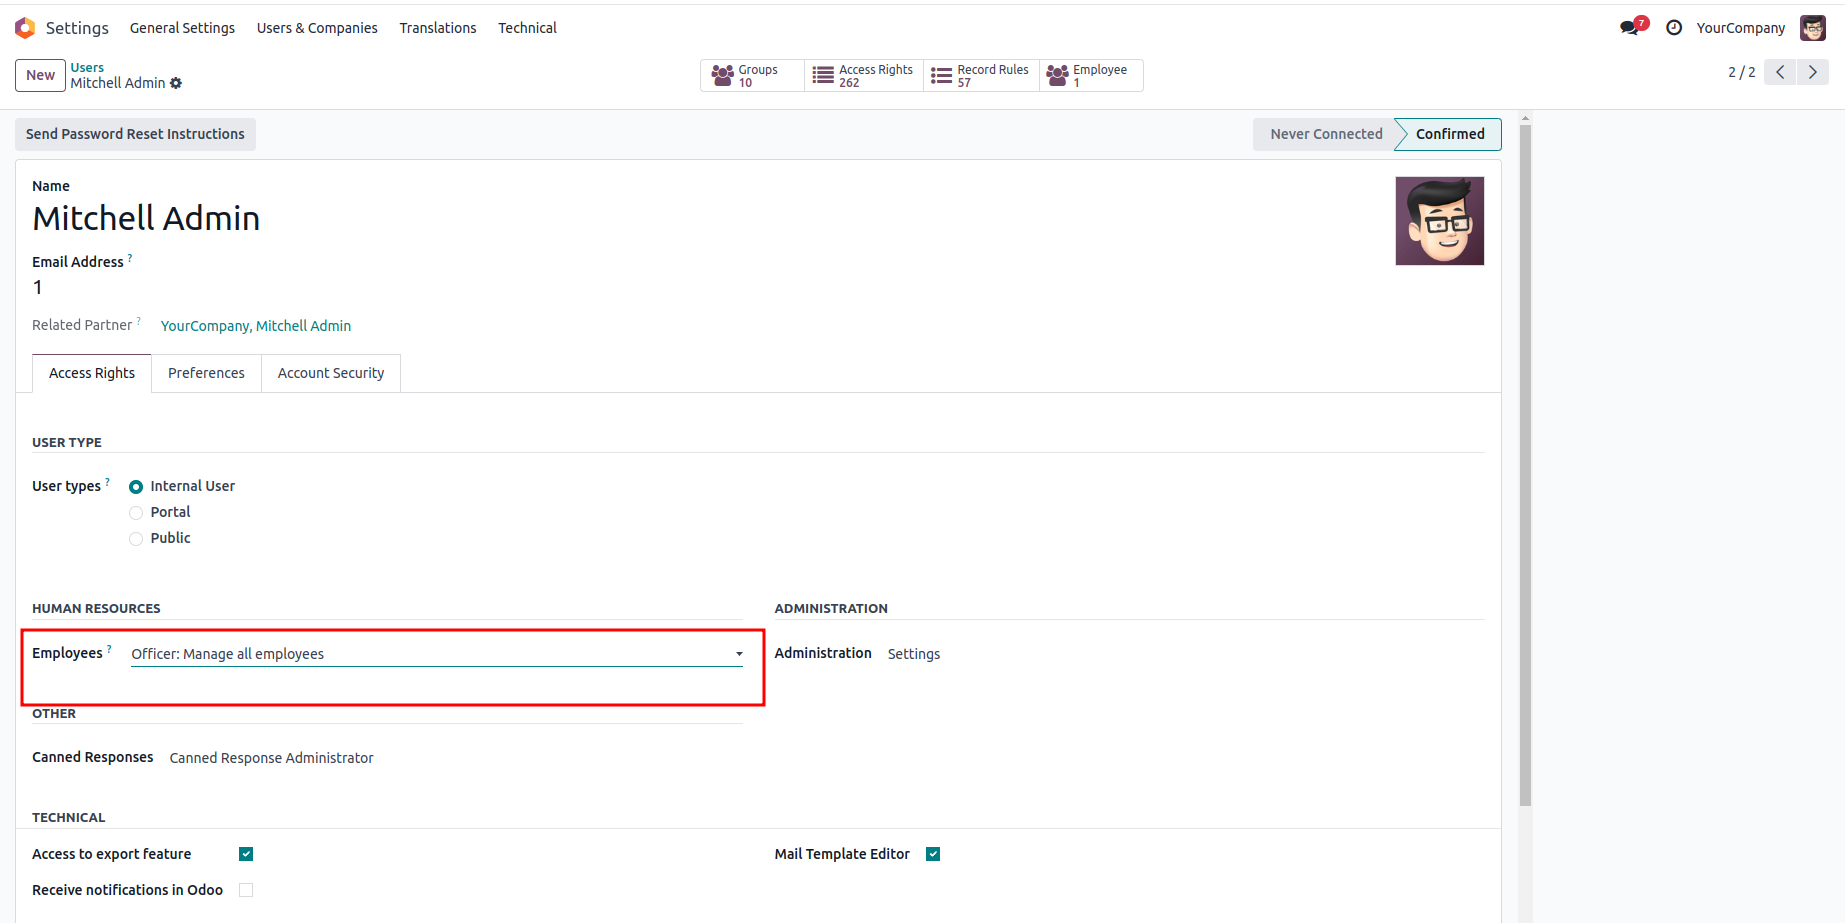 Settings General Settings Users & Companies Translations Technical 7 YourCompany
New Users
Mitchell Admin
Groups 10
Access Rights 262
Record Rules 57
Employee 1
2 / 2
Send Password Reset Instructions Never Connected Confirmed
Name
Mitchell Admin
Email Address ?
1
Related Partner ? YourCompany, Mitchell Admin
Access Rights Preferences Account Security
USER TYPE
User types ? Internal User
Portal
Public
HUMAN RESOURCES ADMINISTRATION
Employees ? Officer: Manage all employees Administration Settings
OTHER
Canned Responses Canned Response Administrator
TECHNICAL
Access to export feature Mail Template Editor
Receive notifications in Odoo